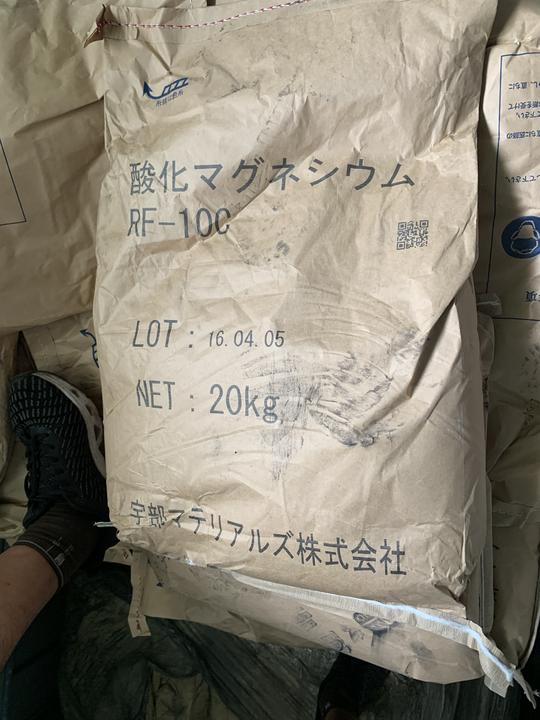 酸化マグネシウム
RF-10C
LOT : 16.04.05
NET : 20kg
宇部マテリアルズ株式会社